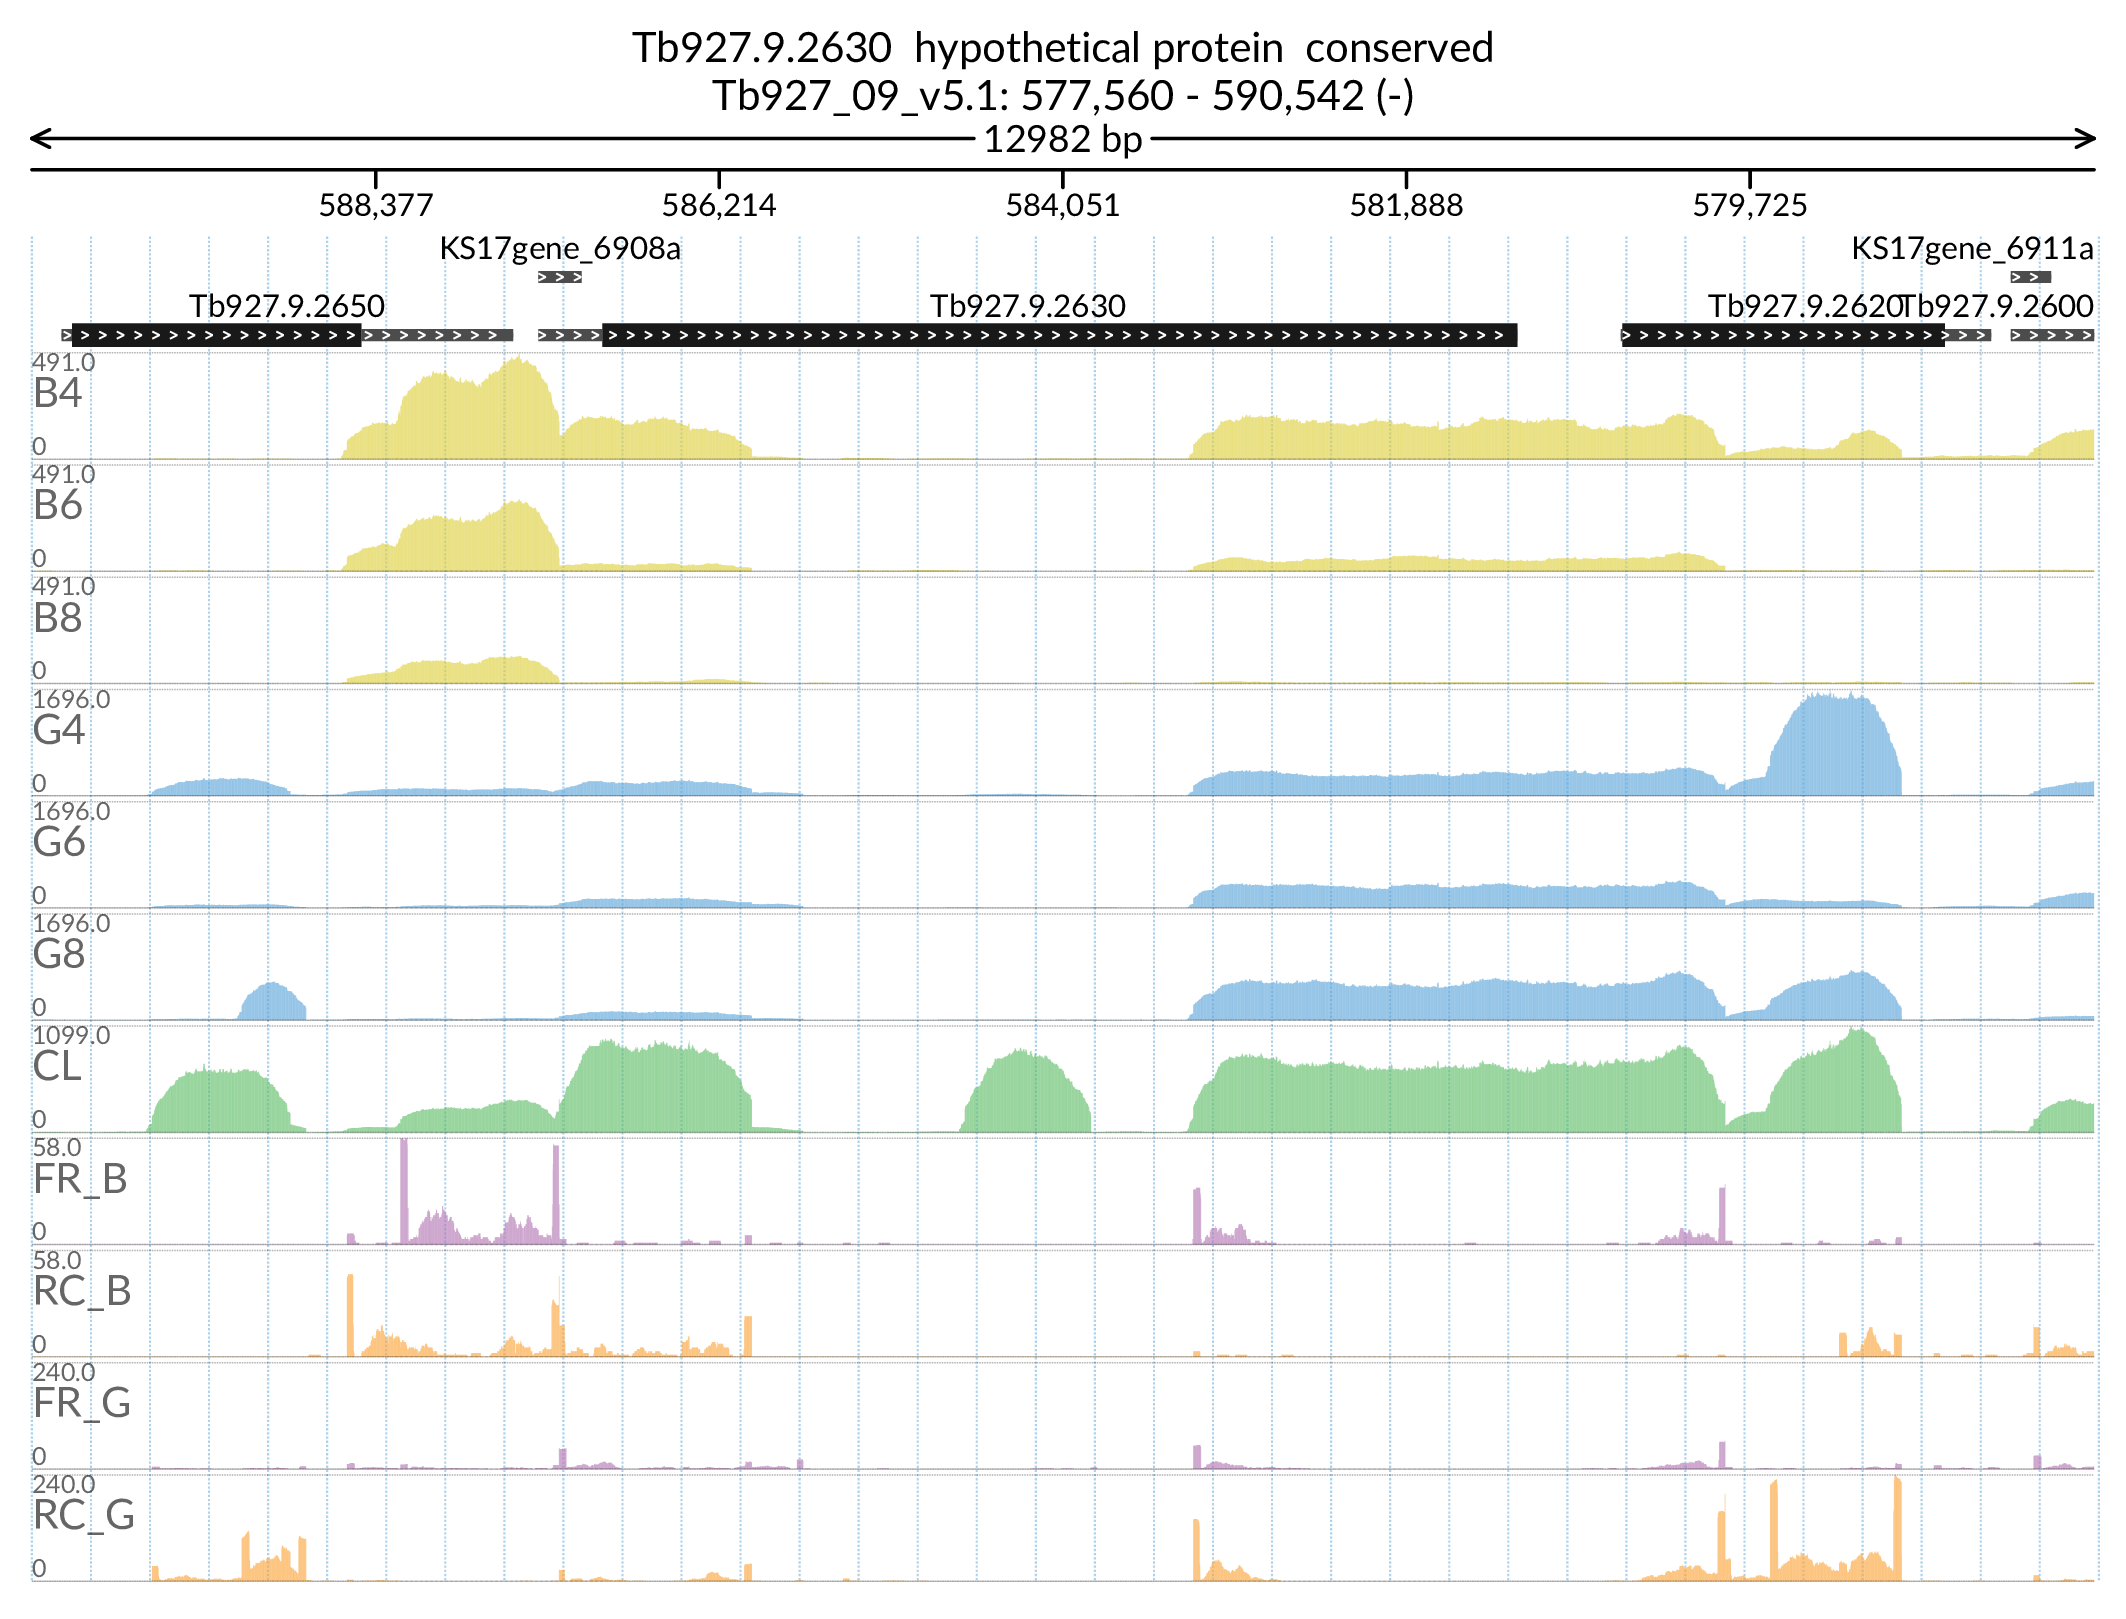 Tb927.9.2630 hypothetical protein conserved
Tb927_09_v5.1: 577,560 - 590,542 (-)
12982 bp
588,377 586,214 584,051 581,888 579,725
KS17gene_6908a KS17gene_6911a
Tb927.9.2650 Tb927.9.2630 Tb927.9.2620 Tb927.9.2600
491.0
B4
0
491.0
B6
0
491.0
B8
0
1696.0
G4
0
1696.0
G6
0
1696.0
G8
0
1099.0
CL
0
58.0
FR_B
0
58.0
RC_B
0
240.0
FR_G
0
240.0
RC_G
0